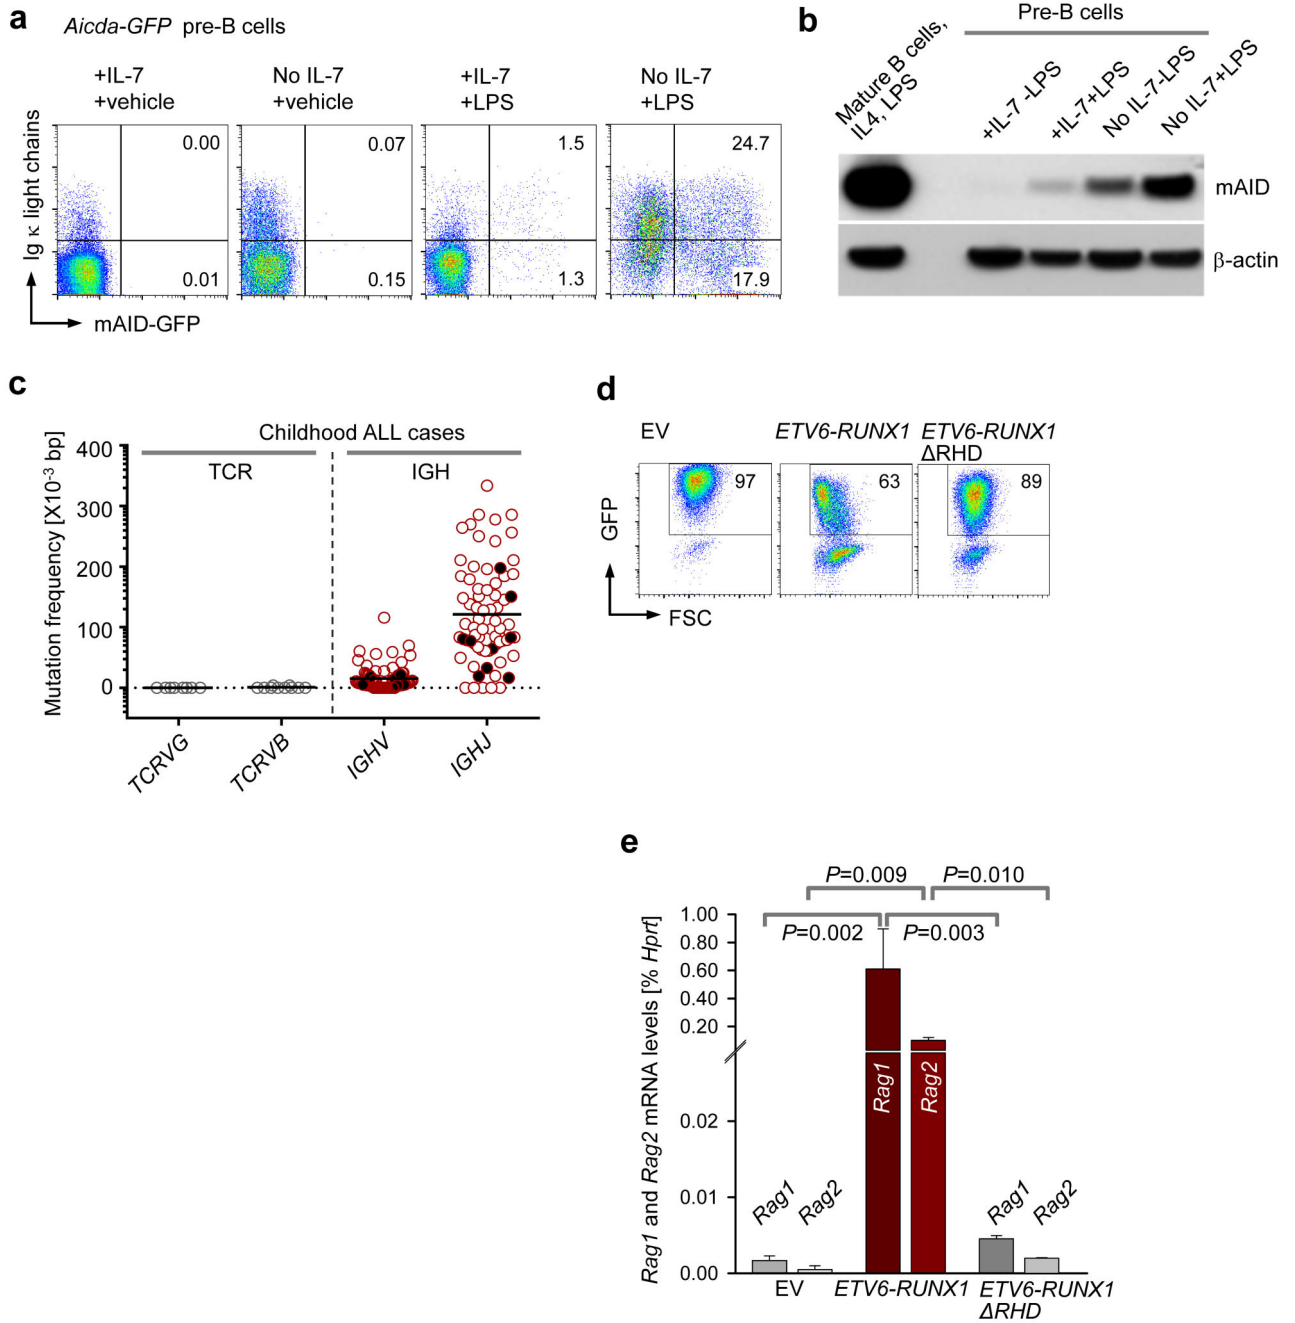 a
Aicda-GFP pre-B cells
+IL-7
+vehicle
No IL-7
+vehicle
+IL-7
+LPS
No IL-7
+LPS
Ig κ light chains
0.00
0.01
0.07
0.15
1.5
1.3
24.7
17.9
mAID-GFP
b
Pre-B cells
Mature B cells,
IL4, LPS
+IL-7 -LPS
+IL-7+LPS
No IL-7-LPS
No IL-7+LPS
mAID
β-actin
c
Childhood ALL cases
TCR
IGH
Mutation frequency [X10-3 bp]
400
300
200
100
0
TCRVG
TCRVB
IGHV
IGHJ
d
EV
ETV6-RUNX1
ETV6-RUNX1
ΔRHD
97
63
89
GFP
FSC
e
P=0.009
P=0.010
P=0.002
P=0.003
Rag1 and Rag2 mRNA levels [% Hprt]
1.00
0.80
0.60
0.40
0.20
0.02
0.01
0.00
Rag1
Rag2
Rag1
Rag2
Rag1
Rag2
EV
ETV6-RUNX1
ETV6-RUNX1
ΔRHD